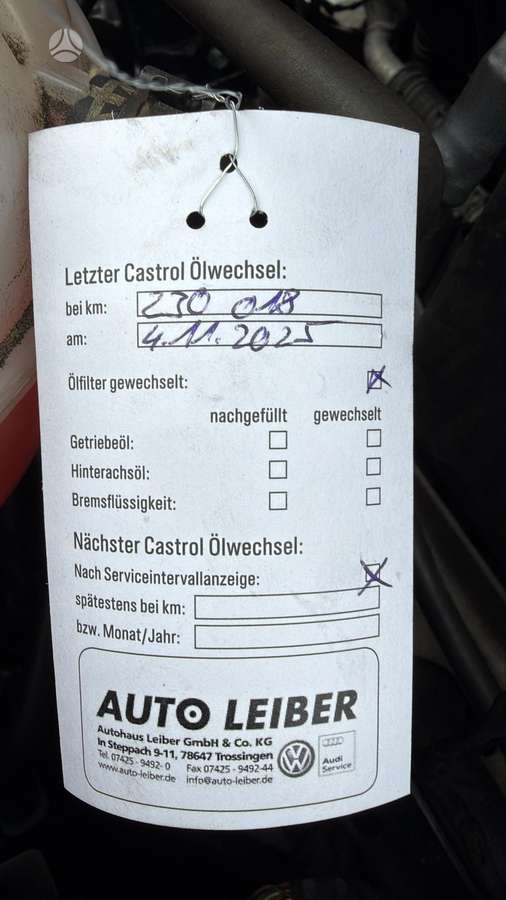 Letzter Castrol Ölwechsel:
bei km: 230 018
am: 4.11.2025
Ölfilter gewechselt:
nachgefüllt gewechselt
Getriebeöl:
Hinterachsöl:
Bremsflüssigkeit:
Nächster Castrol Ölwechsel:
Nach Serviceintervallanzeige:
spätestens bei km:
bzw. Monat/Jahr:
AUTO LEIBER
Autohaus Leiber GmbH & Co. KG
In Steppach 9-11, 78647 Trossingen
Tel. 07425 - 9492- 0 Fax 07425 - 9492-44
www.auto-leiber.de info@auto-leiber.de
Audi
Service